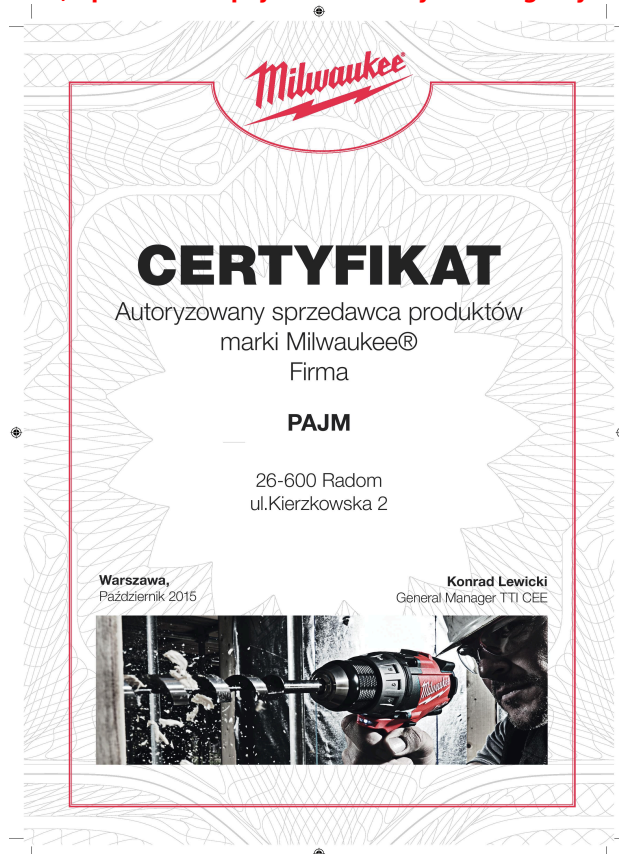 Milwaukee®
CERTYFIKAT
Autoryzowany sprzedawca produktów
marki Milwaukee®
Firma
PAJM
26-600 Radom
ul.Kierzkowska 2
Warszawa,
Październik 2015
Konrad Lewicki
General Manager TTI CEE
Milwaukee